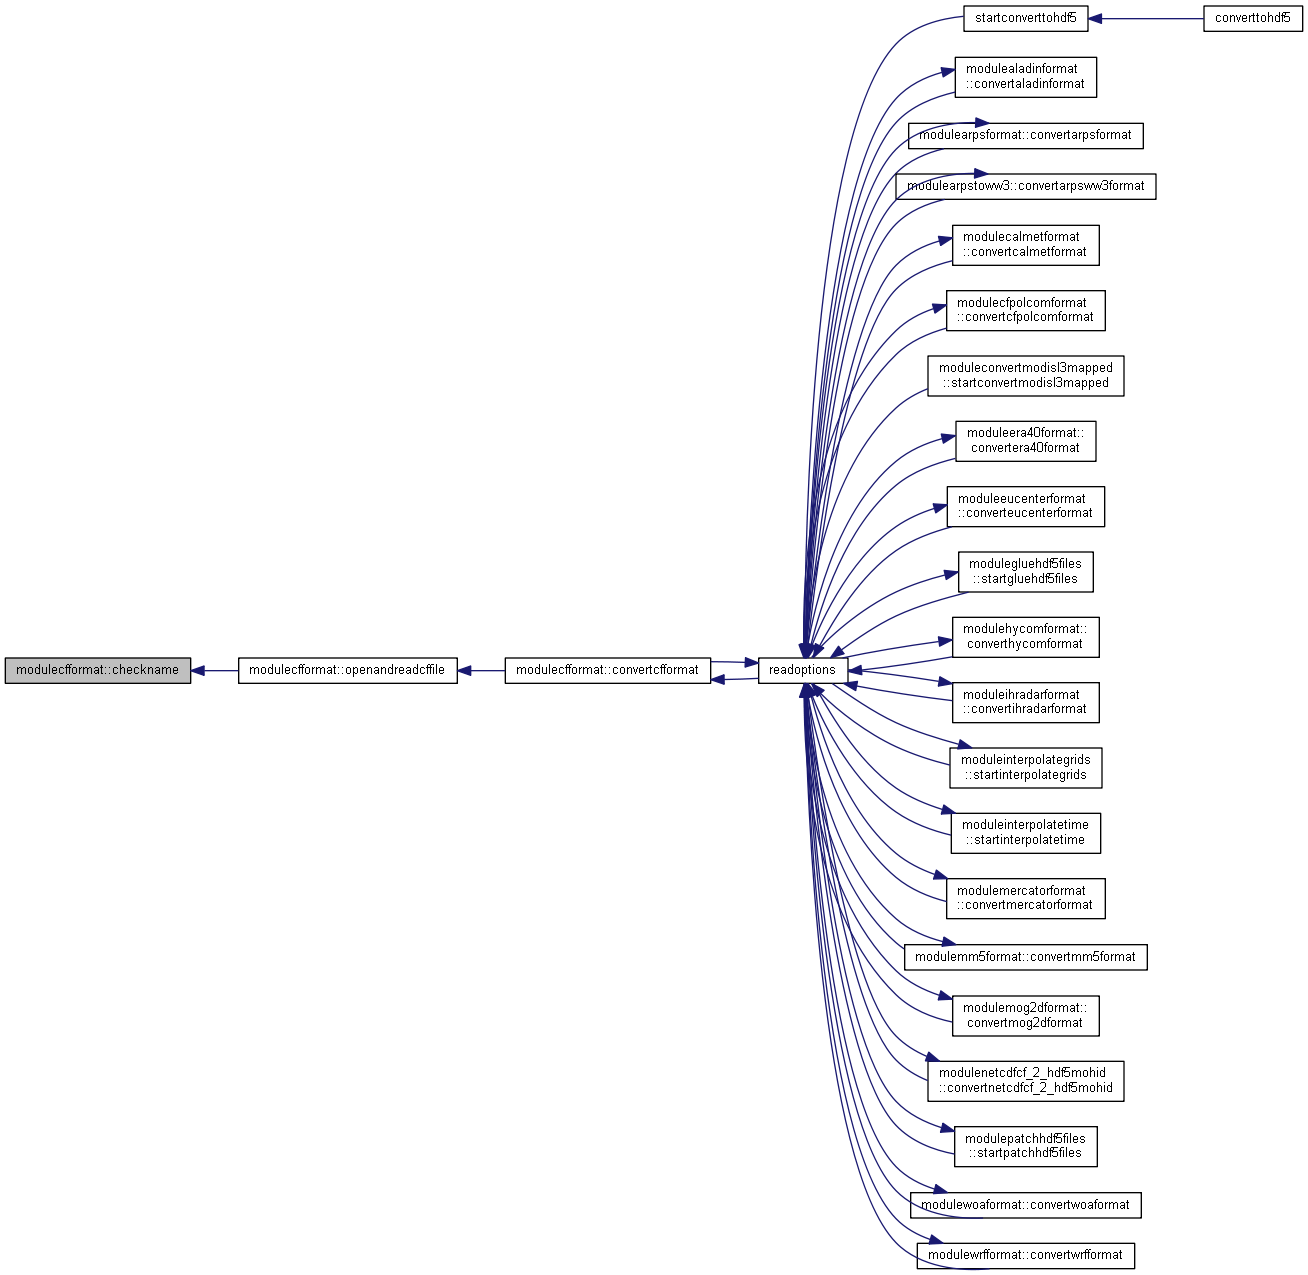 startconverttohdf5
converttohdf5
modulealadinformat
::convertaladinformat
modulearpsformat::convertarpsformat
modulearpstoww3::convertarpsww3format
modulecalmetformat
::convertcalmetformat
modulecfpolcomformat
::convertcfpolcomformat
moduleconvertmodisl3mapped
::startconvertmodisl3mapped
moduleera40format::
convertera40format
moduleeucenterformat
::converteucenterformat
modulegluehdf5files
::startgluehdf5files
modulehycomformat::
converthycomformat
modulecfformat::checkname
modulecfformat::openandreadcffile
modulecfformat::convertcfformat
readoptions
moduleihradarformat
::convertihradarformat
moduleinterpolategrids
::startinterpolategrids
moduleinterpolatetime
::startinterpolatetime
modulemercatorformat
::convertmercatorformat
modulemm5format::convertmm5format
modulemog2dformat::
convertmog2dformat
modulenetcdfcf_2_hdf5mohid
::convertnetcdfcf_2_hdf5mohid
modulepatchhdf5files
::startpatchhdf5files
modulewoaformat::convertwoaformat
modulewrfformat::convertwrfformat